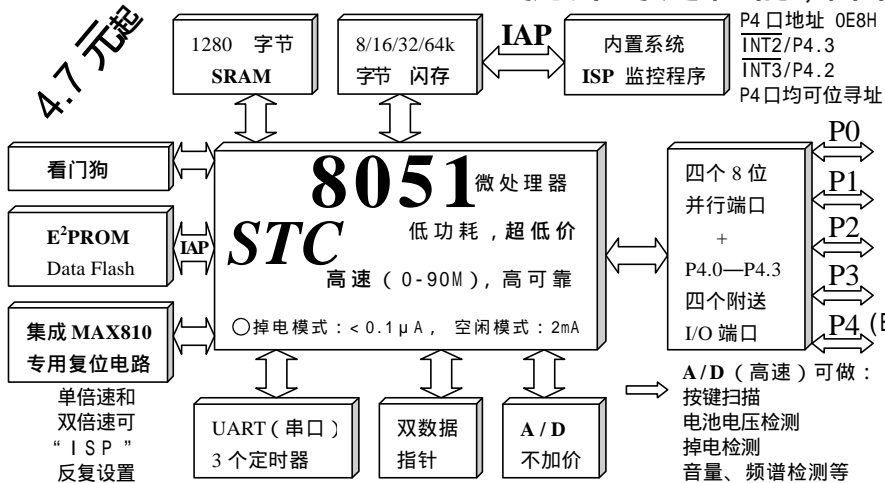 4.7 元起
1280 字节
SRAM
8/16/32/64k
字节 闪存
IAP
内置系统
ISP 监控程序
P4 口地址 0E8H
INT2/P4.3
INT3/P4.2
P4口均可位寻址
看门狗
E²PROM
Data Flash
IAP
集成 MAX810
专用复位电路
8051 微处理器
STC 低功耗，超低价
高速（0-90M），高可靠
○掉电模式：<0.1μA， 空闲模式：2mA
四个 8 位
并行端口
+
P4.0—P4.3
四个附送
I/O 端口
P0
P1
P2
P3
P4
单倍速和
双倍速可
“ISP”
反复设置
UART（串口）
3 个定时器
双数据
指针
A / D
不加价
A / D（高速）可做：
按键扫描
电池电压检测
掉电检测
音量、频谱检测等